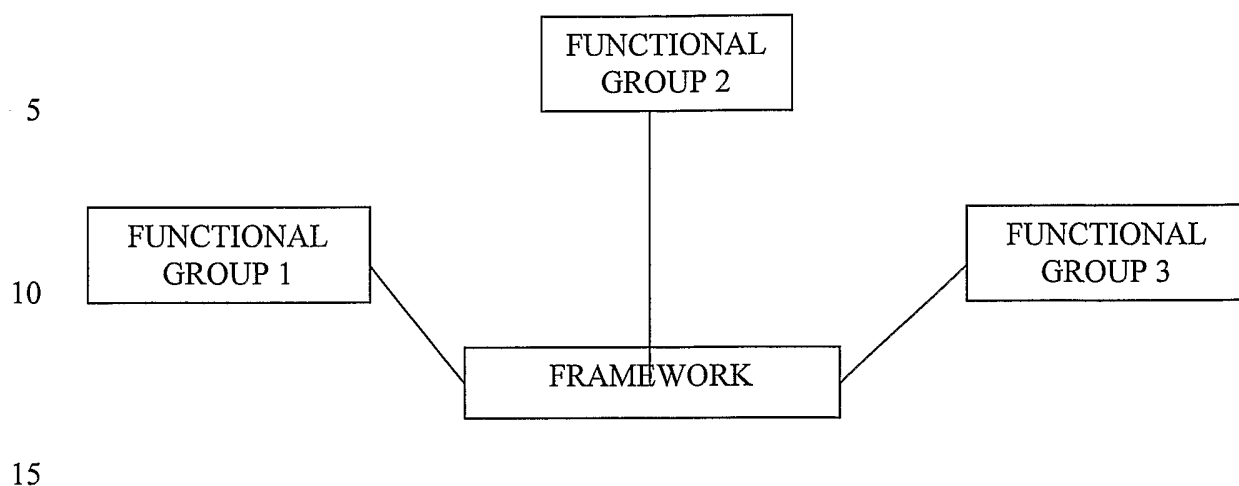 FUNCTIONAL
GROUP 2
5
FUNCTIONAL
GROUP 1
FUNCTIONAL
GROUP 3
10
FRAMEWORK
15